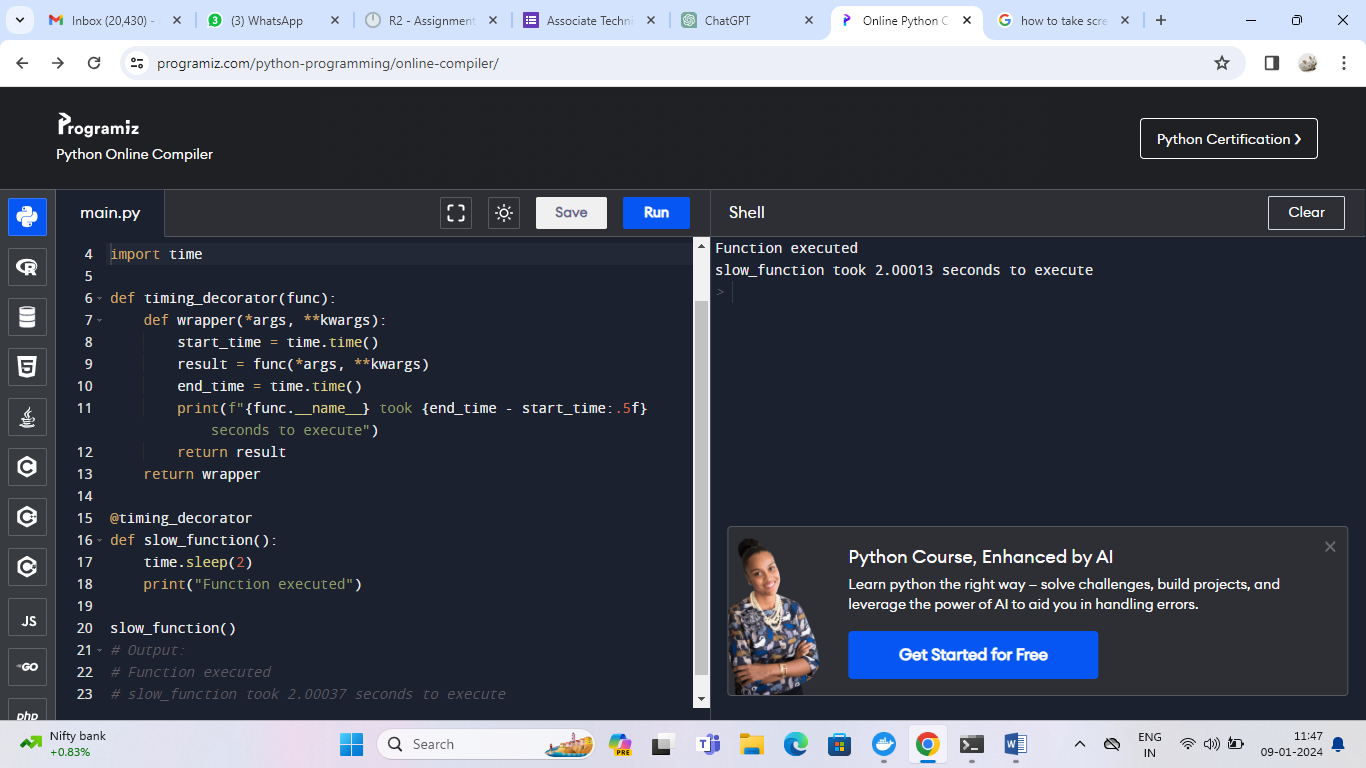 Inbox (20,430) -
(3) WhatsApp
R2 - Assignment
Associate Techni
ChatGPT
Online Python C
how to take scre
programiz.com/python-programming/online-compiler/
Programiz
Python Online Compiler
Python Certification ❯
main.py
Save
Run
Shell
Clear
4 import time
5
6 def timing_decorator(func):
7     def wrapper(*args, **kwargs):
8         start_time = time.time()
9         result = func(*args, **kwargs)
10         end_time = time.time()
11         print(f"{func.__name__} took {end_time - start_time:.5f}
            seconds to execute")
12         return result
13     return wrapper
14
15 @timing_decorator
16 def slow_function():
17     time.sleep(2)
18     print("Function executed")
19
20 slow_function()
21 # Output:
22 # Function executed
23 # slow_function took 2.00037 seconds to execute
Function executed
slow_function took 2.00013 seconds to execute
>
Python Course, Enhanced by AI
Learn python the right way – solve challenges, build projects, and
leverage the power of AI to aid you in handling errors.
Get Started for Free
JS
GO
php
Nifty bank
+0.83%
Search
PRE
ENG
IN
11:47
09-01-2024